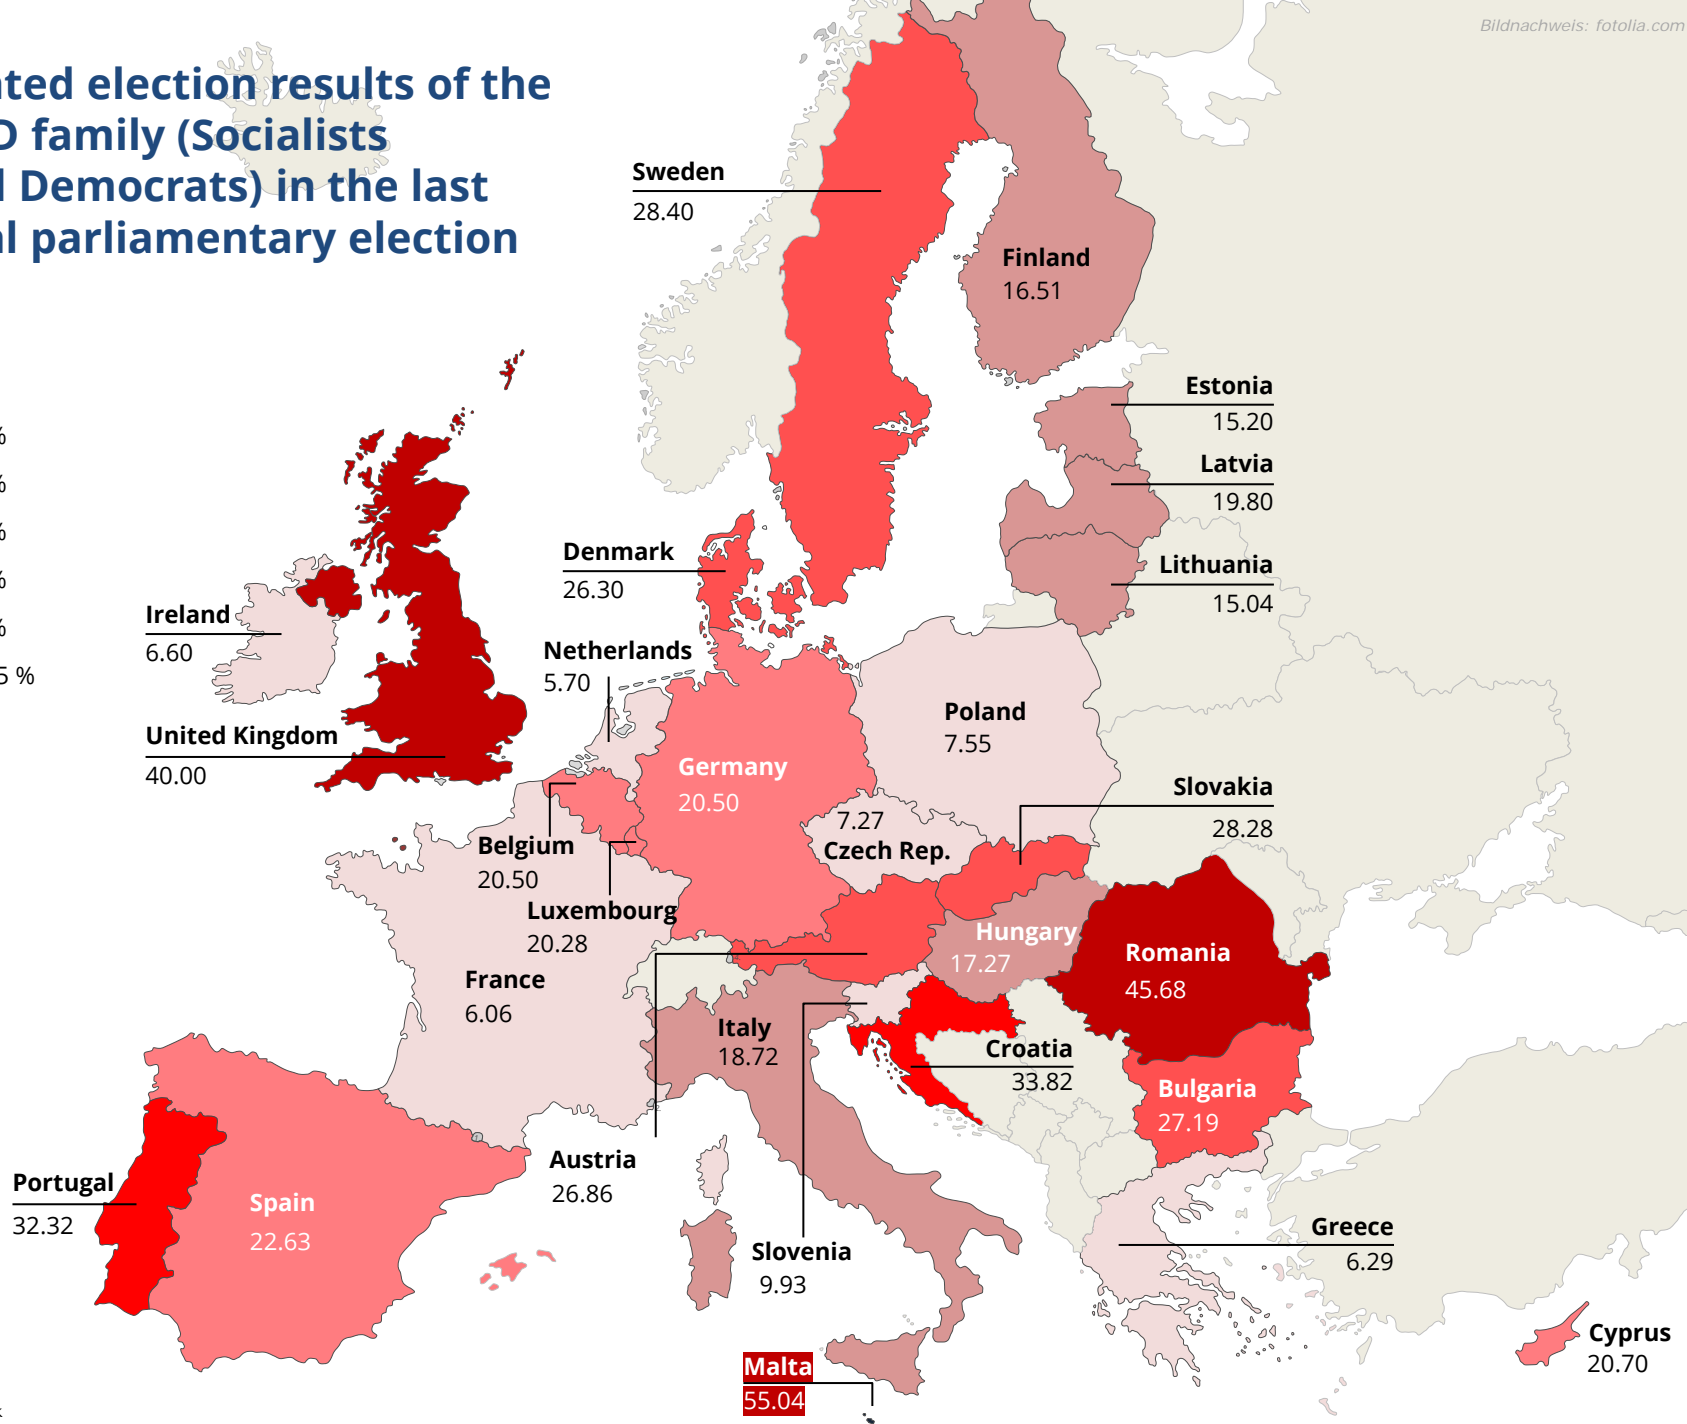 Bildnachweis: fotolia.com
election results of the
family (Socialists
Democrats) in the last
parliamentary election
%
%
%
%
%
5 %
Sweden
28.40
Finland
16.51
Estonia
15.20
Latvia
19.80
Lithuania
15.04
Denmark
26.30
Ireland
6.60
Netherlands
5.70
United Kingdom
40.00
Poland
7.55
Germany
20.50
Slovakia
28.28
7.27
Czech Rep.
Belgium
20.50
Luxembourg
20.28
Hungary
17.27
Romania
45.68
France
6.06
Italy
18.72
Croatia
33.82
Bulgaria
27.19
Austria
26.86
Portugal
32.32
Spain
22.63
Slovenia
9.93
Greece
6.29
Malta
55.04
Cyprus
20.70